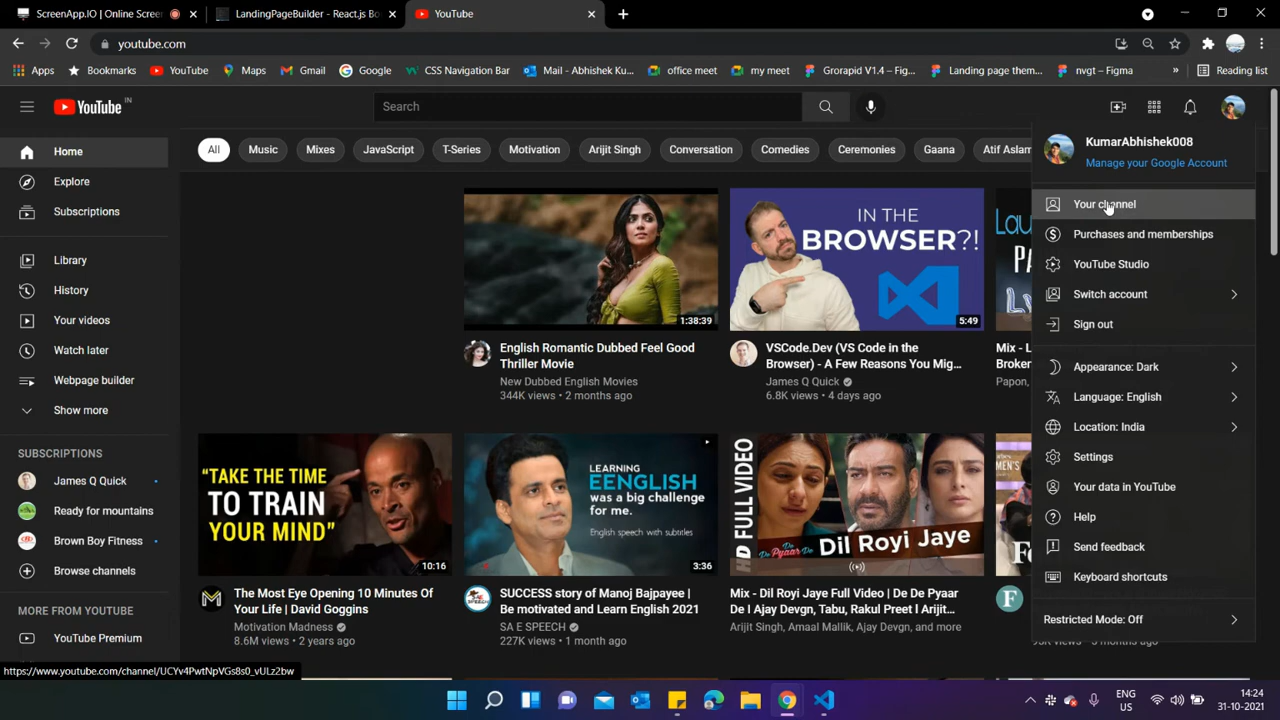 ScreenApp.IO | Online Scree
LandingPageBuilder - React.js Bo
YouTube
youtube.com
Apps
Bookmarks
YouTube
Maps
Gmail
Google
CSS Navigation Bar
Mail - Abhishek Ku...
office meet
my meet
Grorapid V1.4 – Fig...
Landing page them...
nvgt – Figma
»
Reading list
YouTube IN
Search
KumarAbhishek008
Manage your Google Account
Home
Explore
Subscriptions
Library
History
Your videos
Watch later
Webpage builder
Show more
SUBSCRIPTIONS
James Q Quick
Ready for mountains
Brown Boy Fitness
Browse channels
MORE FROM YOUTUBE
YouTube Premium
All
Music
Mixes
JavaScript
T-Series
Motivation
Arijit Singh
Conversation
Comedies
Ceremonies
Gaana
Atif Aslam
1:38:39
English Romantic Dubbed Feel Good
Thriller Movie
New Dubbed English Movies
344K views • 2 months ago
IN THE
BROWSER?!
5:49
VSCode.Dev (VS Code in the
Browser) - A Few Reasons You Mig...
James Q Quick
6.8K views • 4 days ago
Mix - L
Broker
Papon,
"TAKE THE TIME
TO TRAIN
YOUR MIND"
10:16
The Most Eye Opening 10 Minutes Of
Your Life | David Goggins
Motivation Madness
8.6M views • 2 years ago
LEARNING
EENGLISH
was a big challenge
for me.
English speech with subtitles
3:36
SUCCESS story of Manoj Bajpayee |
Be motivated and Learn English 2021
SA E SPEECH
227K views • 1 month ago
HD FULL VIDEO
De De Pyaar De
Dil Royi Jaye
Mix - Dil Royi Jaye Full Video | De De Pyaar
De I Ajay Devgn, Tabu, Rakul Preet I Arijit...
Arijit Singh, Amaal Mallik, Ajay Devgn, and more
Your channel
Purchases and memberships
YouTube Studio
Switch account
Sign out
Appearance: Dark
Language: English
Location: India
Settings
Your data in YouTube
Help
Send feedback
Keyboard shortcuts
Restricted Mode: Off
https://www.youtube.com/channel/UCYv4PwtNpVGs8s0_vULz2bw
ENG
US
14:24
31-10-2021